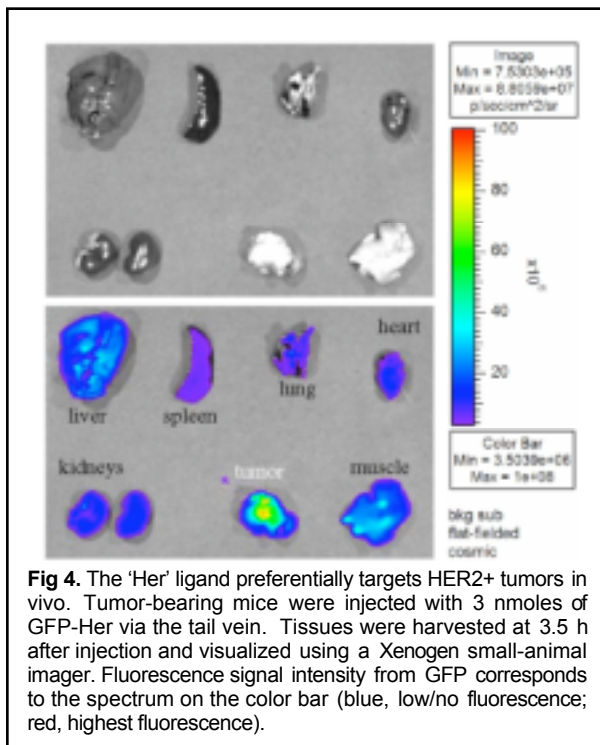 Image
Min = 7.5303e+05
Max = 8.8059e+07
p/sec/cm^2/sr
100
80
60
40
20
heart
liver
spleen
lung
kidneys
tumor
muscle
Color Bar
Min = 3.5039e+06
Max = 1e+08
bkg sub
flat-fielded
cosmic
Fig 4. The ‘Her’ ligand preferentially targets HER2+ tumors in
vivo. Tumor-bearing mice were injected with 3 nmoles of
GFP-Her via the tail vein. Tissues were harvested at 3.5 h
after injection and visualized using a Xenogen small-animal
imager. Fluorescence signal intensity from GFP corresponds
to the spectrum on the color bar (blue, low/no fluorescence;
red, highest fluorescence).